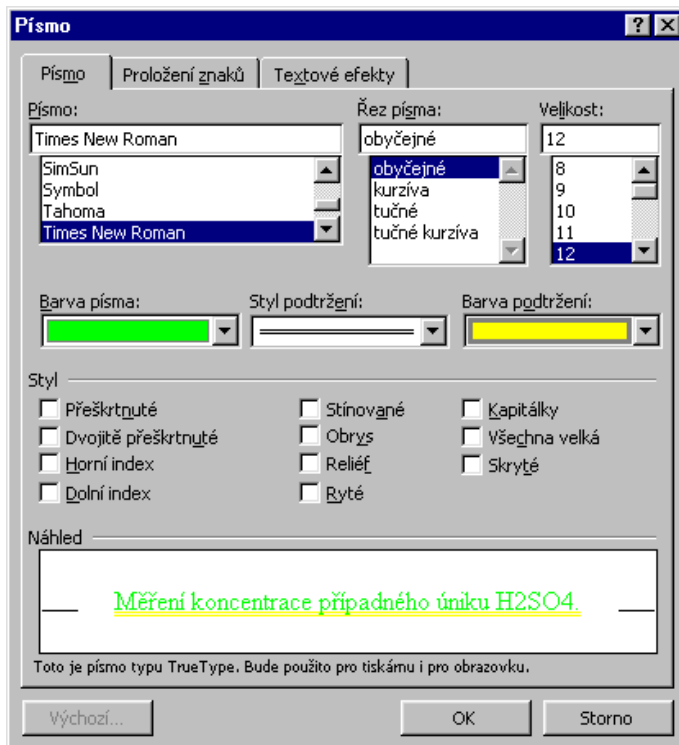 Písmo
Písmo Proložení znaků Textové efekty
Písmo: Řez písma: Velikost:
Times New Roman obyčejné 12
SimSun obyčejné 8
Symbol kurzíva 9
Tahoma tučné 10
Times New Roman tučné kurzíva 11
12
Barva písma: Styl podtržení: Barva podtržení:
Styl
Přeškrtnuté Stínované Kapitálky
Dvojitě přeškrtnuté Obrys Všechna velká
Horní index Reliéf Skryté
Dolní index Ryté
Náhled
Měření koncentrace případného úniku H2SO4.
Toto je písmo typu TrueType. Bude použito pro tiskárnu i pro obrazovku.
Výchozí... OK Storno